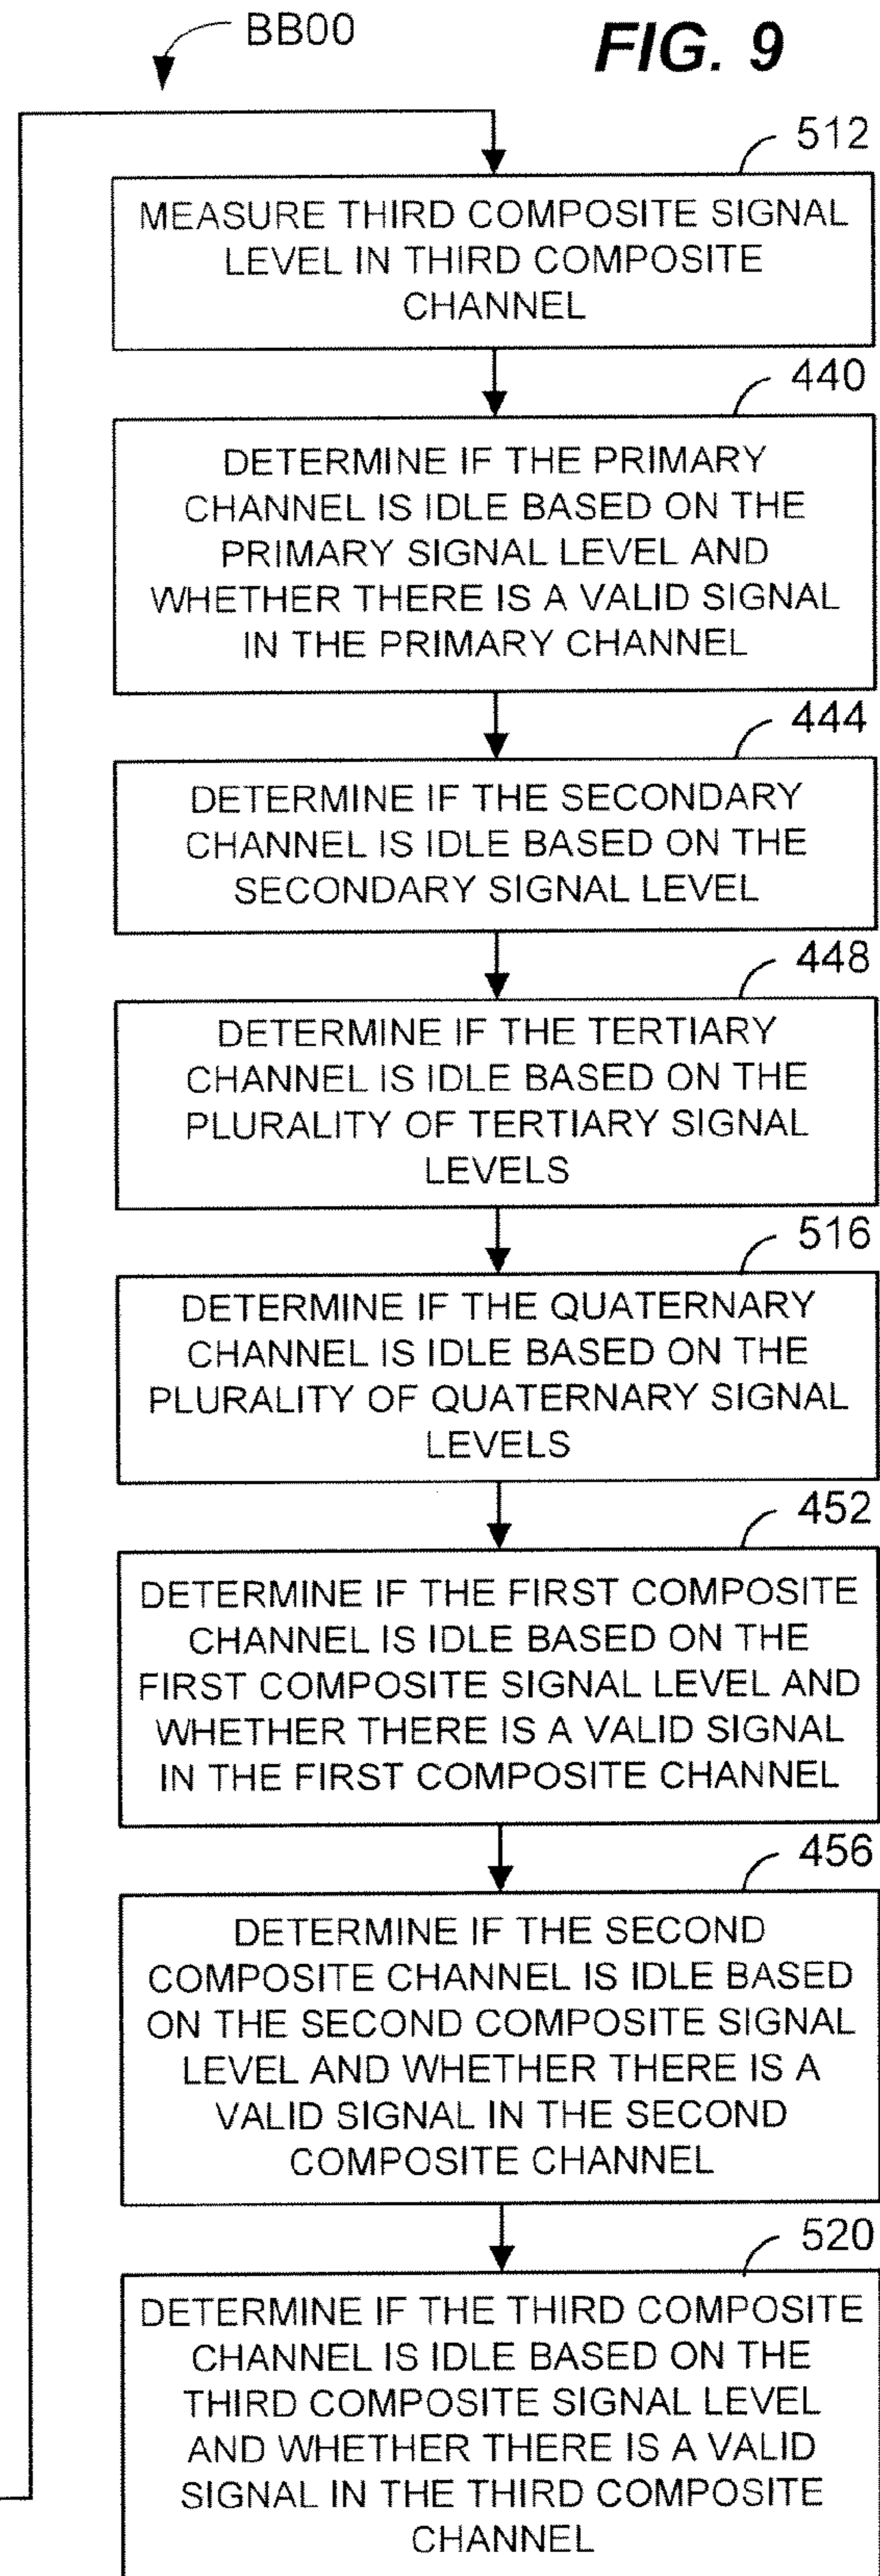 BB00
FIG. 9
512
MEASURE THIRD COMPOSITE SIGNAL
LEVEL IN THIRD COMPOSITE
CHANNEL
440
DETERMINE IF THE PRIMARY
CHANNEL IS IDLE BASED ON THE
PRIMARY SIGNAL LEVEL AND
WHETHER THERE IS A VALID SIGNAL
IN THE PRIMARY CHANNEL
444
DETERMINE IF THE SECONDARY
CHANNEL IS IDLE BASED ON THE
SECONDARY SIGNAL LEVEL
448
DETERMINE IF THE TERTIARY
CHANNEL IS IDLE BASED ON THE
PLURALITY OF TERTIARY SIGNAL
LEVELS
516
DETERMINE IF THE QUATERNARY
CHANNEL IS IDLE BASED ON THE
PLURALITY OF QUATERNARY SIGNAL
LEVELS
452
DETERMINE IF THE FIRST COMPOSITE
CHANNEL IS IDLE BASED ON THE
FIRST COMPOSITE SIGNAL LEVEL AND
WHETHER THERE IS A VALID SIGNAL
IN THE FIRST COMPOSITE CHANNEL
456
DETERMINE IF THE SECOND
COMPOSITE CHANNEL IS IDLE BASED
ON THE SECOND COMPOSITE SIGNAL
LEVEL AND WHETHER THERE IS A
VALID SIGNAL IN THE SECOND
COMPOSITE CHANNEL
520
DETERMINE IF THE THIRD COMPOSITE
CHANNEL IS IDLE BASED ON THE
THIRD COMPOSITE SIGNAL LEVEL
AND WHETHER THERE IS A VALID
SIGNAL IN THE THIRD COMPOSITE
CHANNEL